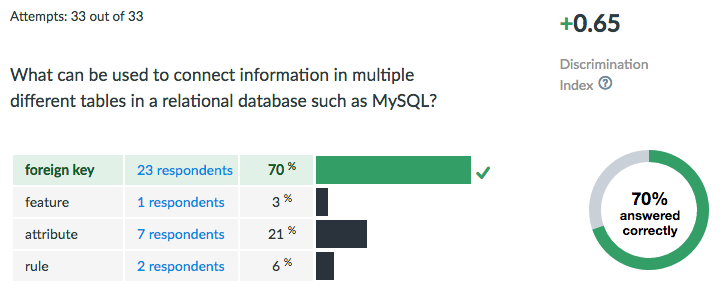 Attempts: 33 out of 33
+0.65
Discrimination
Index ?
What can be used to connect information in multiple
different tables in a relational database such as MySQL?
foreign key 23 respondents 70 %
feature 1 respondents 3 %
attribute 7 respondents 21 %
rule 2 respondents 6 %
70%
answered
correctly